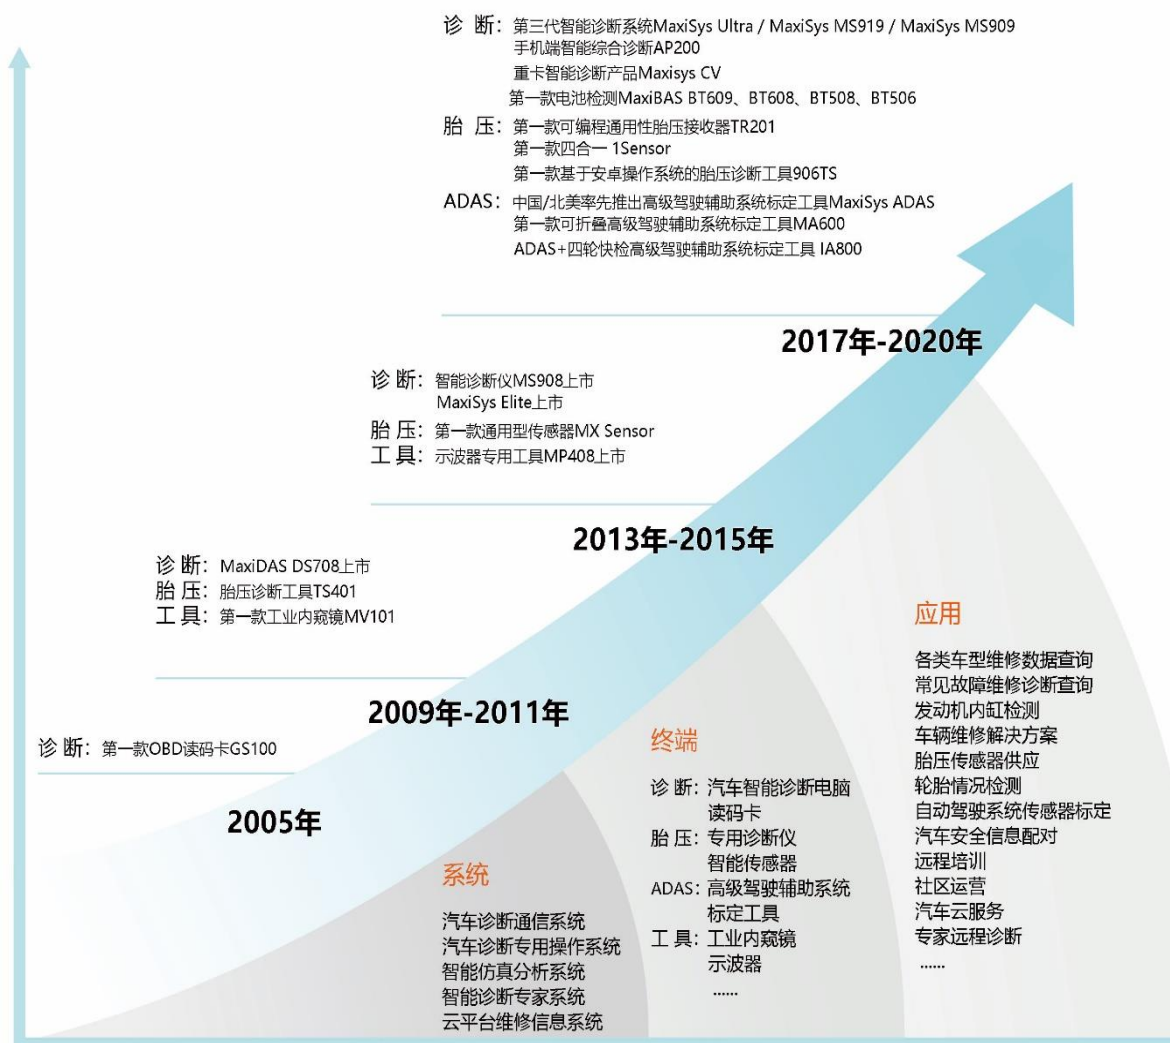 诊 断：第三代智能诊断系统MaxiSys Ultra / MaxiSys MS919 / MaxiSys MS909
手机端智能综合诊断AP200
重卡智能诊断产品Maxisys CV
第一款电池检测MaxiBAS BT609、BT608、BT508、BT506
胎 压：第一款可编程通用性胎压接收器TR201
第一款四合一 1Sensor
第一款基于安卓操作系统的胎压诊断工具906TS
ADAS：中国/北美率先推出高级驾驶辅助系统标定工具MaxiSys ADAS
第一款可折叠高级驾驶辅助系统标定工具MA600
ADAS+四轮快检高级驾驶辅助系统标定工具 IA800
2017年-2020年
诊 断：智能诊断仪MS908上市
MaxiSys Elite上市
胎 压：第一款通用型传感器MX Sensor
工 具：示波器专用工具MP408上市
2013年-2015年
诊 断：MaxiDAS DS708上市
胎 压：胎压诊断工具TS401
工 具：第一款工业内窥镜MV101
2009年-2011年
诊 断：第一款OBD读码卡GS100
2005年
系统
汽车诊断通信系统
汽车诊断专用操作系统
智能仿真分析系统
智能诊断专家系统
云平台维修信息系统
终端
诊 断：汽车智能诊断电脑
读码卡
胎 压：专用诊断仪
智能传感器
ADAS：高级驾驶辅助系统
标定工具
工 具：工业内窥镜
示波器
......
应用
各类车型维修数据查询
常见故障维修诊断查询
发动机内缸检测
车辆维修解决方案
胎压传感器供应
轮胎情况检测
自动驾驶系统传感器标定
汽车安全信息配对
远程培训
社区运营
汽车云服务
专家远程诊断
......